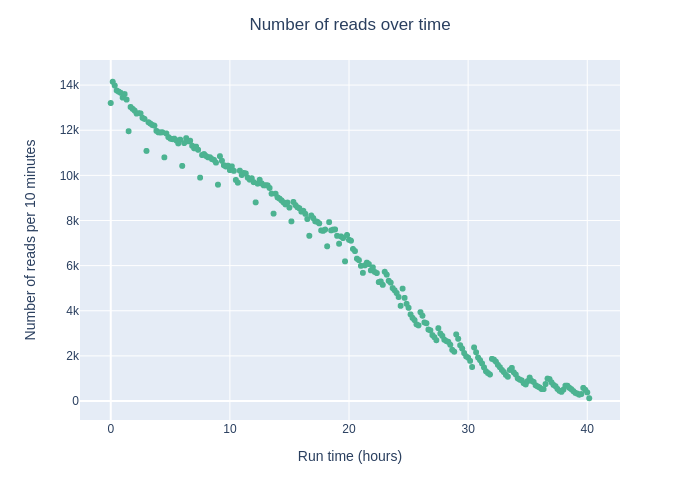 Number of reads over time
Number of reads per 10 minutes
14k
12k
10k
8k
6k
4k
2k
0
0 10 20 30 40
Run time (hours)